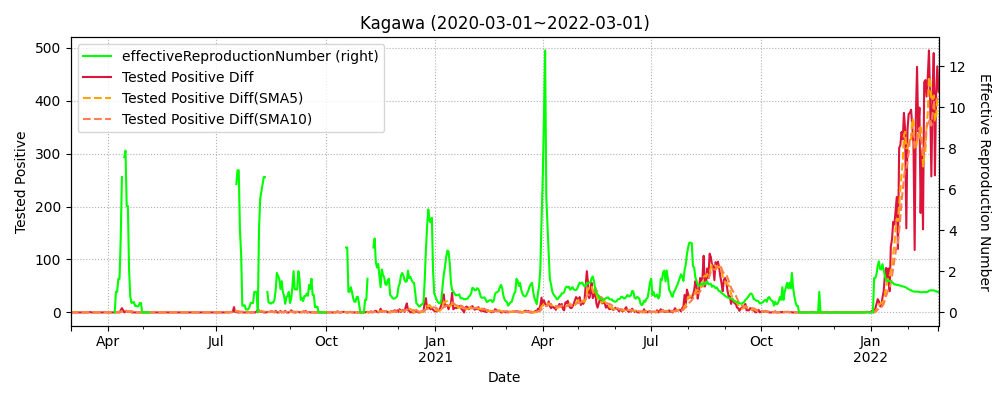 Kagawa (2020-03-01~2022-03-01)
effectiveReproductionNumber (right)
Tested Positive Diff
Tested Positive Diff(SMA5)
Tested Positive Diff(SMA10)
Tested Positive
500
400
300
200
100
0
Effective Reproduction Number
12
10
8
6
4
2
0
Apr Jul Oct Jan Apr Jul Oct Jan
2021 2022
Date